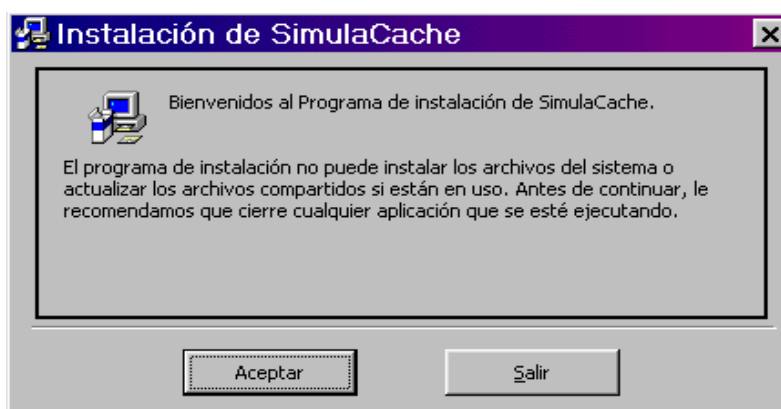 Instalación de SimulaCache
Bienvenidos al Programa de instalación de SimulaCache.
El programa de instalación no puede instalar los archivos del sistema o
actualizar los archivos compartidos si están en uso. Antes de continuar, le
recomendamos que cierre cualquier aplicación que se esté ejecutando.
Aceptar
Salir